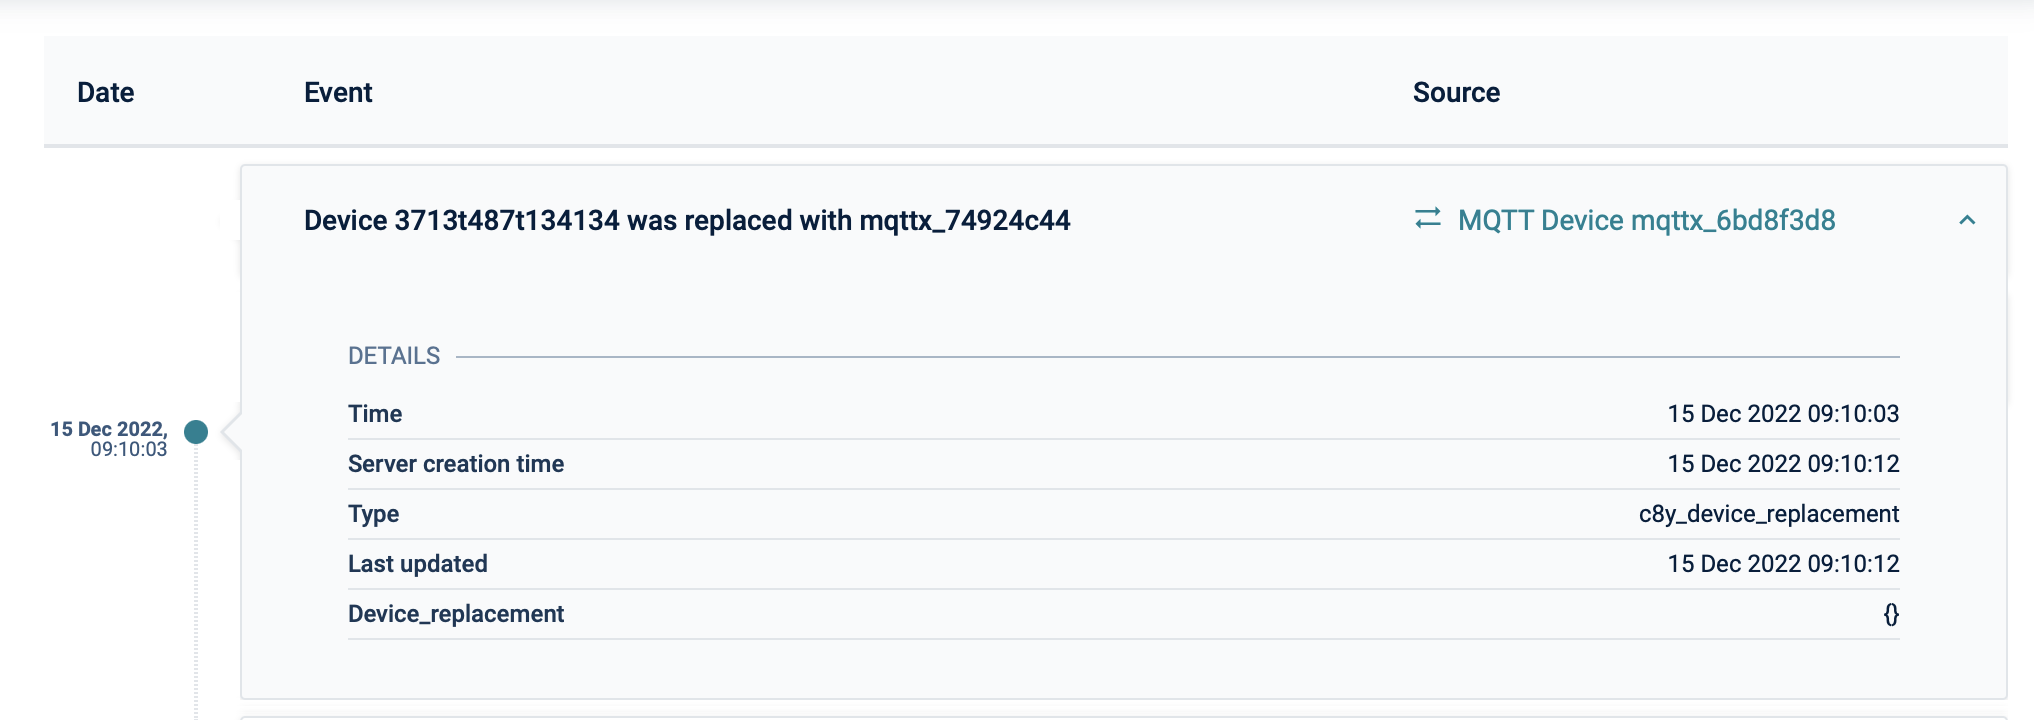 Date Event Source
Device 3713t487t134134 was replaced with mqttx_74924c44 MQTT Device mqttx_6bd8f3d8
DETAILS
15 Dec 2022,
09:10:03
Time 15 Dec 2022 09:10:03
Server creation time 15 Dec 2022 09:10:12
Type c8y_device_replacement
Last updated 15 Dec 2022 09:10:12
Device_replacement {}